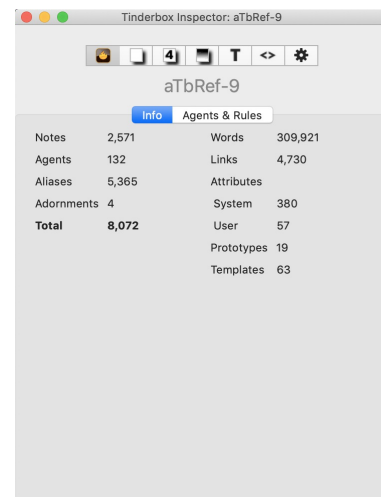 Tinderbox Inspector: aTbRef-9
4 T <>
aTbRef-9
Info Agents & Rules
Notes 2,571 Words 309,921
Agents 132 Links 4,730
Aliases 5,365 Attributes
Adornments 4 System 380
Total 8,072 User 57
Prototypes 19
Templates 63